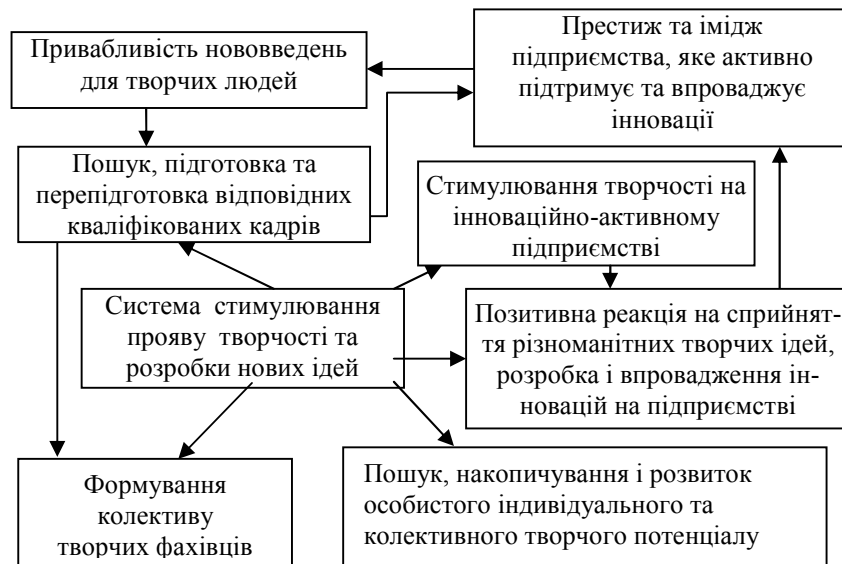 Привабливість нововведень
для творчих людей
Престиж та імідж
підприємства, яке активно
підтримує та впроваджує
інновації
Пошук, підготовка та
перепідготовка відповідних
кваліфікованих кадрів
Стимулювання творчості на
інноваційно-активному
підприємстві
Система стимулювання
прояву творчості та
розробки нових ідей
Позитивна реакція на сприйнят-
тя різноманітних творчих ідей,
розробка і впровадження ін-
новацій на підприємстві
Формування
колективу
творчих фахівців
Пошук, накопичування і розвиток
особистого індивідуального та
колективного творчого потенціалу